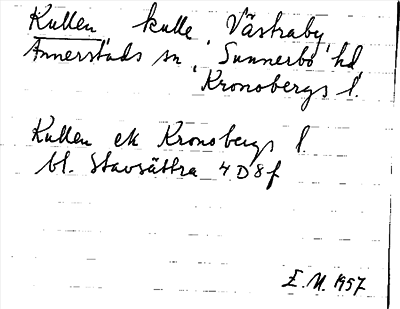 Kullen kulle, Västraby,
Annerstads sn, Sunnerbo hd,
Kronobergs l.
Kullen ek Kronobergs l.
bl. Stavsättra 4D8f
E.M. 1957